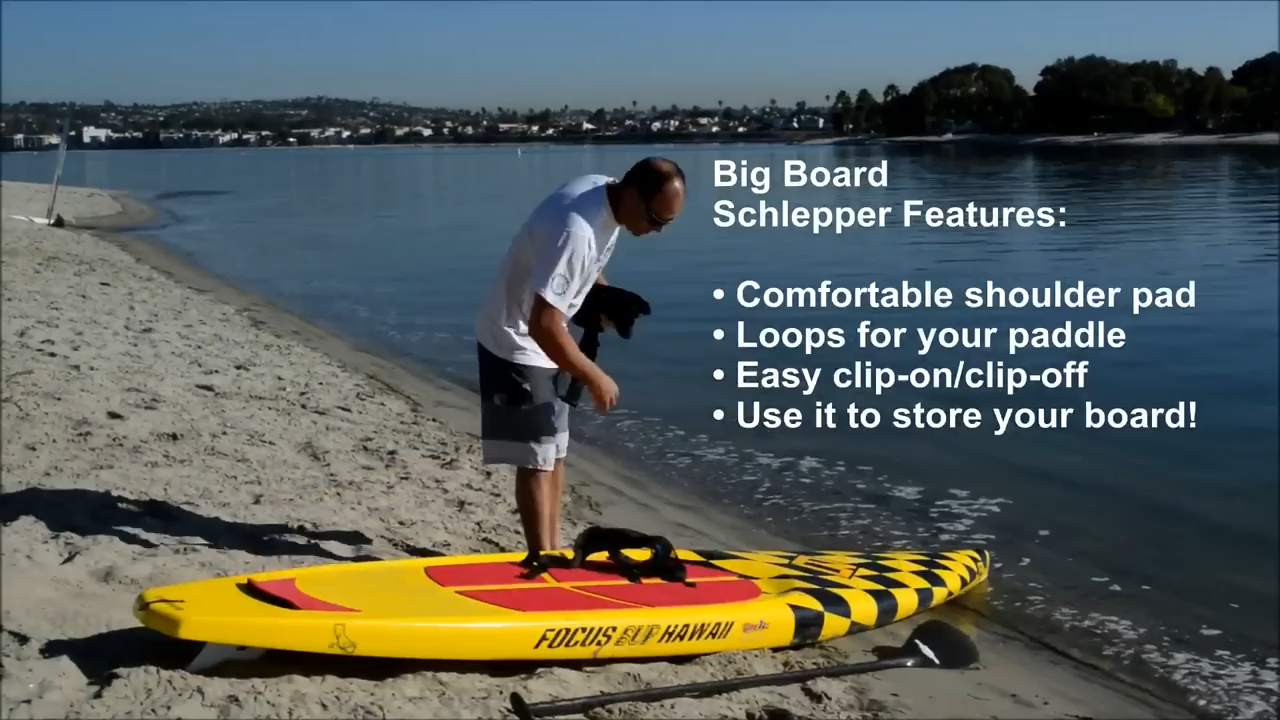 Big Board
Schlepper Features:
• Comfortable shoulder pad
• Loops for your paddle
• Easy clip-on/clip-off
• Use it to store your board!
FOCUS SUP HAWAII